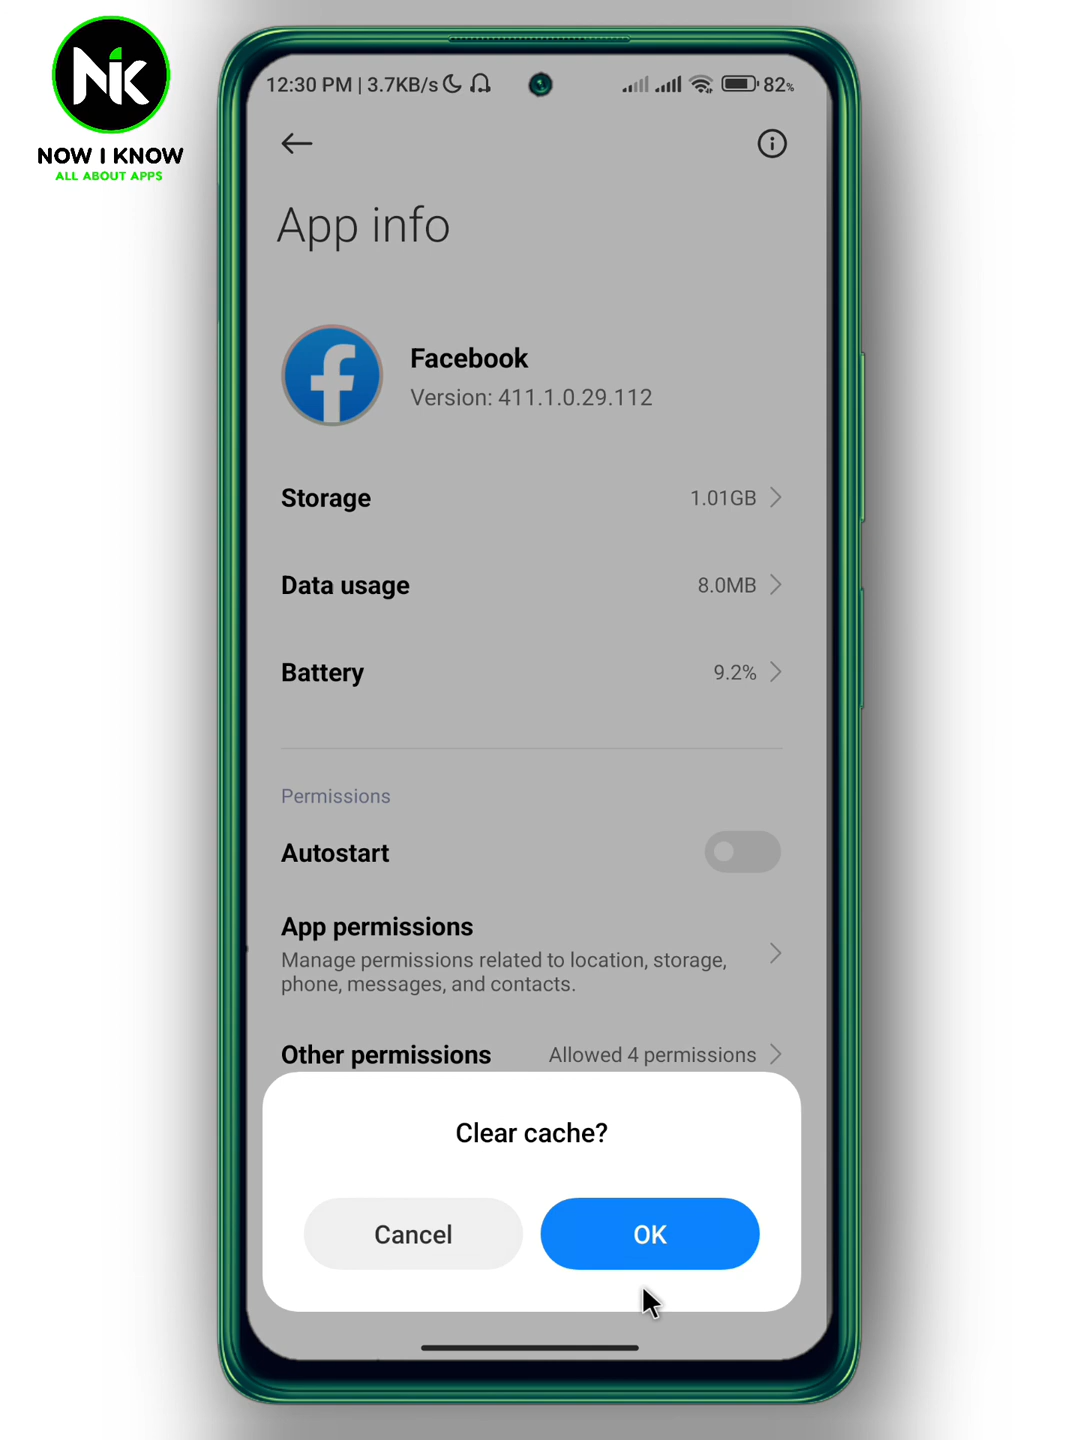 NiK
NOW I KNOW
ALL ABOUT APPS
12:30 PM | 3.7KB/s 82%
App info
Facebook
Version: 411.1.0.29.112
Storage 1.01GB
Data usage 8.0MB
Battery 9.2%
Permissions
Autostart
App permissions
Manage permissions related to location, storage,
phone, messages, and contacts.
Other permissions Allowed 4 permissions
Clear cache?
Cancel OK